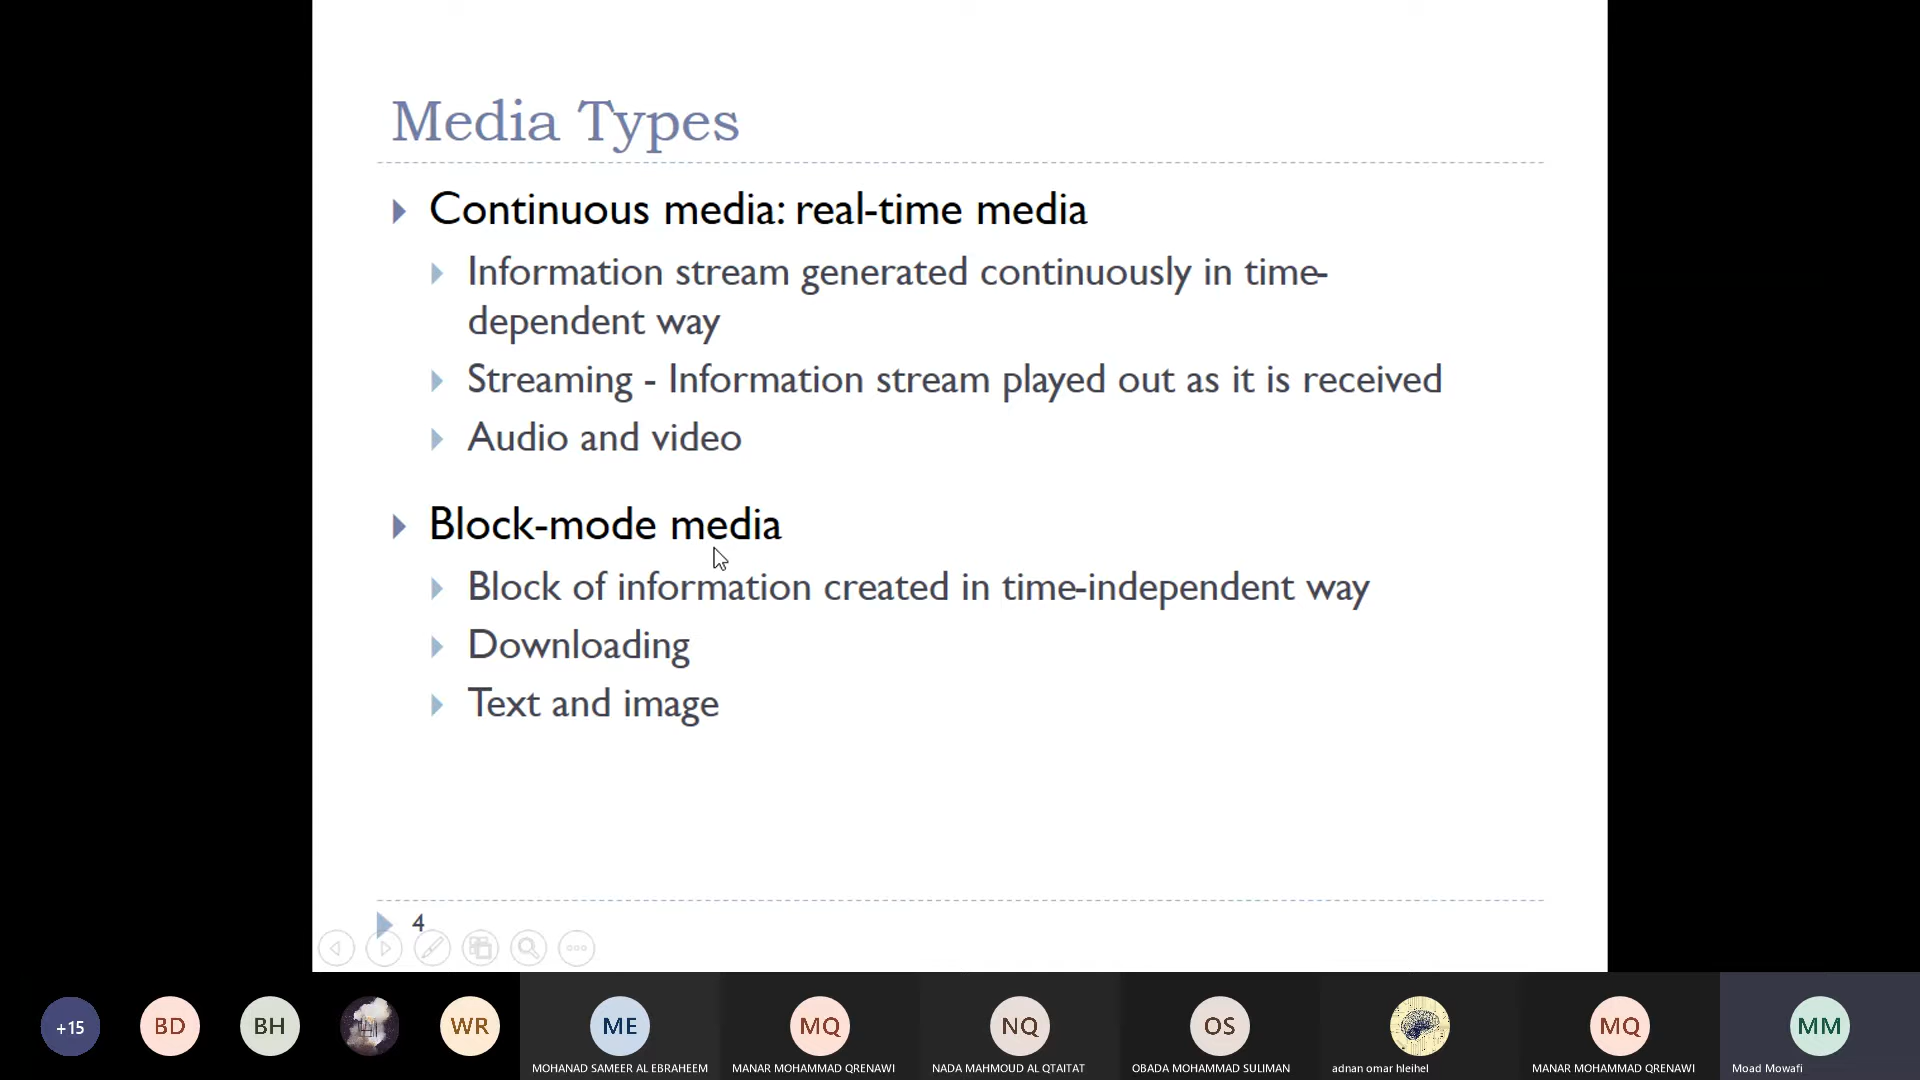 Media Types
Continuous media: real-time media
Information stream generated continuously in time-
dependent way
Streaming - Information stream played out as it is received
Audio and video
Block-mode media
Block of information created in time-independent way
Downloading
Text and image
4
+15
BD
BH
WR
ME
MQ
NQ
OS
MQ
MM
MOHANAD SAMEER AL EBRAHEEM
MANAR MOHAMMAD QRENAWI
NADA MAHMOUD AL QTAITAT
OBADA MOHAMMAD SULIMAN
adnan omar hleihel
MANAR MOHAMMAD QRENAWI
Moad Mowafi